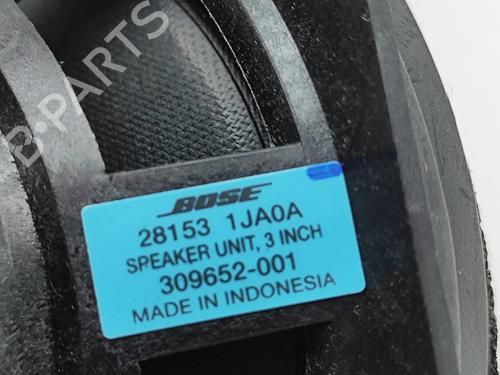 B-PARTS
BOSE
28153 1JA0A
SPEAKER UNIT, 3 INCH
309652-001
MADE IN INDONESIA